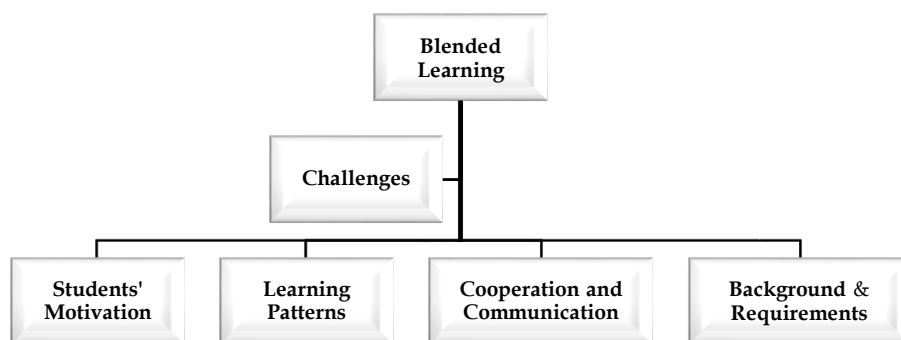 Blended
Learning
Challenges
Students'
Motivation
Learning
Patterns
Cooperation and
Communication
Background &
Requirements